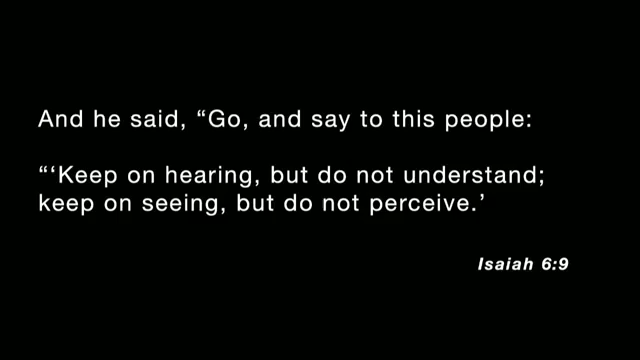 And he said, “Go, and say to this people:
“‘Keep on hearing, but do not understand;
keep on seeing, but do not perceive.’
Isaiah 6:9